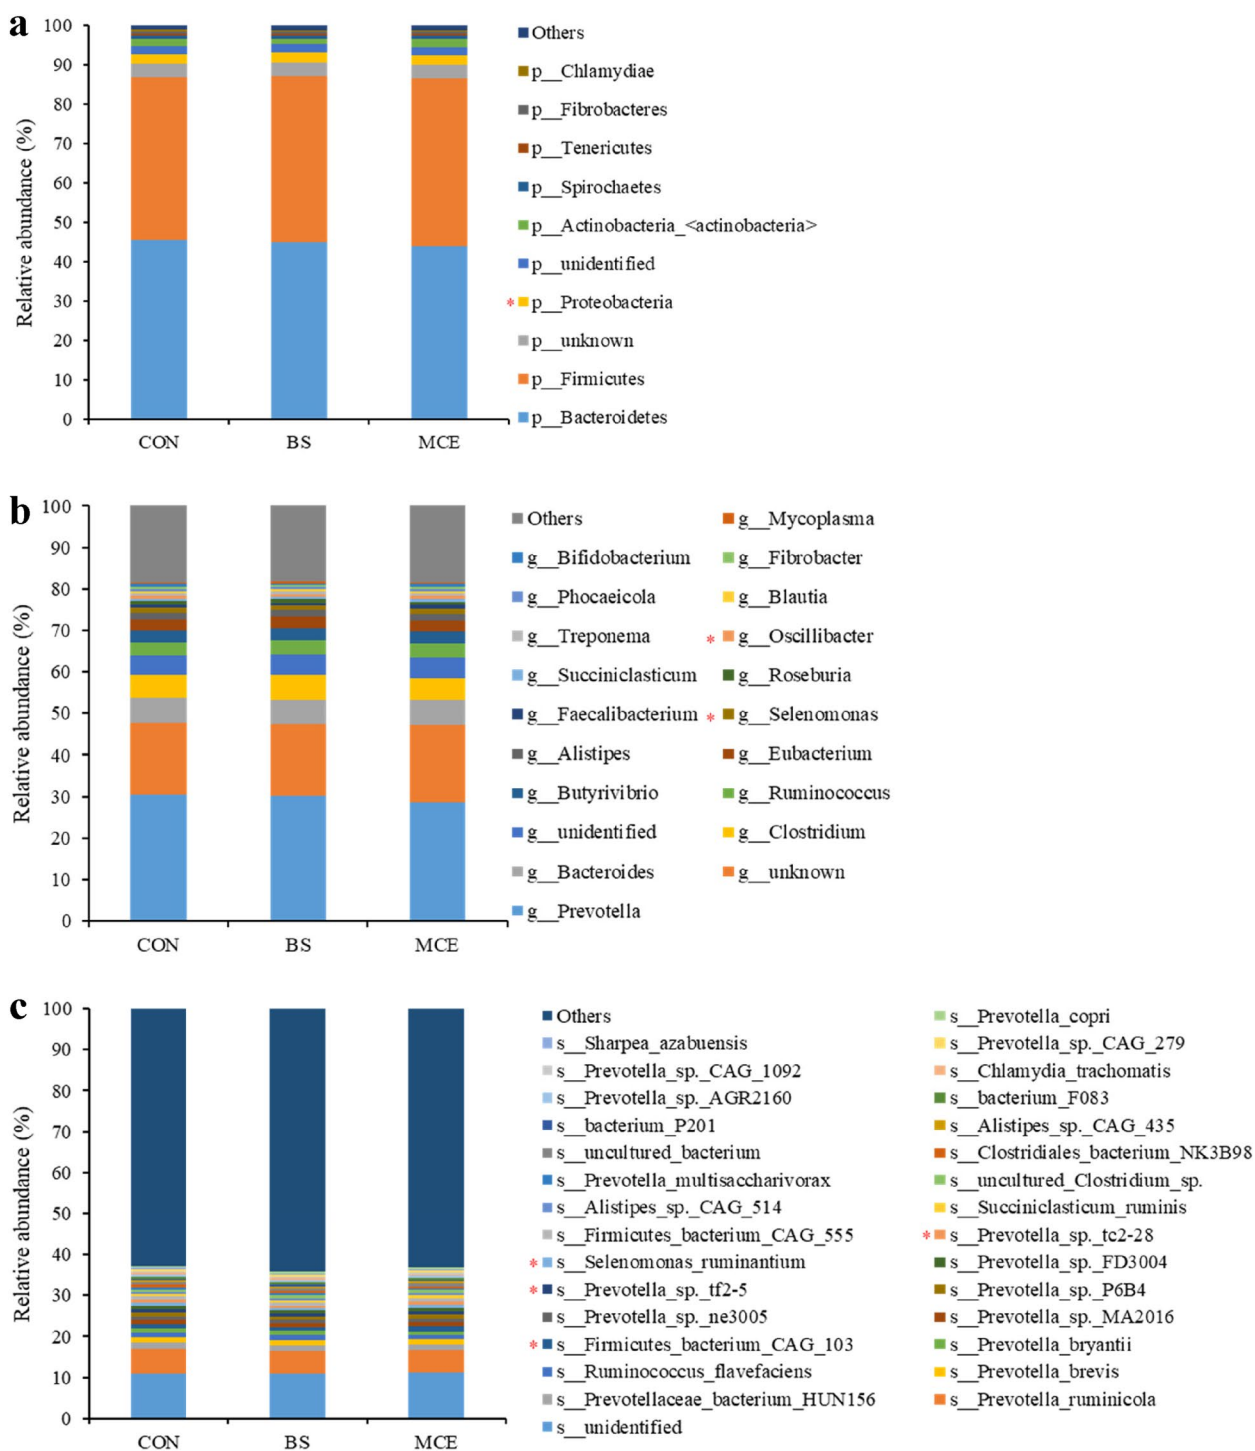 a
Relative abundance (%)
100
90
80
70
60
50
40
30
20
10
0
CON BS MCE
Others
p__Chlamydiae
p__Fibrobacteres
p__Tenericutes
p__Spirochaetes
p__Actinobacteria_<actinobacteria>
p__unidentified
* p__Proteobacteria
p__unknown
p__Firmicutes
p__Bacteroidetes
b
Relative abundance (%)
100
90
80
70
60
50
40
30
20
10
0
CON BS MCE
Others g__Mycoplasma
g__Bifidobacterium g__Fibrobacter
g__Phocaeicola g__Blautia
g__Treponema * g__Oscillibacter
g__Succiniclasticum g__Roseburia
g__Faecalibacterium * g__Selenomonas
g__Alistipes g__Eubacterium
g__Butyrivibrio g__Ruminococcus
g__unidentified g__Clostridium
g__Bacteroides g__unknown
g__Prevotella
c
Relative abundance (%)
100
90
80
70
60
50
40
30
20
10
0
CON BS MCE
Others s__Prevotella_copri
s__Sharpea_azabuensis s__Prevotella_sp._CAG_279
s__Prevotella_sp._CAG_1092 s__Chlamydia_trachomatis
s__Prevotella_sp._AGR2160 s__bacterium_F083
s__bacterium_P201 s__Alistipes_sp._CAG_435
s__uncultured_bacterium s__Clostridiales_bacterium_NK3B98
s__Prevotella_multisaccharivorax s__uncultured_Clostridium_sp.
s__Alistipes_sp._CAG_514 s__Succiniclasticum_ruminis
s__Firmicutes_bacterium_CAG_555 * s__Prevotella_sp._tc2-28
* s__Selenomonas_ruminantium s__Prevotella_sp._FD3004
* s__Prevotella_sp._tf2-5 s__Prevotella_sp._P6B4
s__Prevotella_sp._ne3005 s__Prevotella_sp._MA2016
* s__Firmicutes_bacterium_CAG_103 s__Prevotella_bryantii
s__Ruminococcus_flavefaciens s__Prevotella_brevis
s__Prevotellaceae_bacterium_HUN156 s__Prevotella_ruminicola
s__unidentified